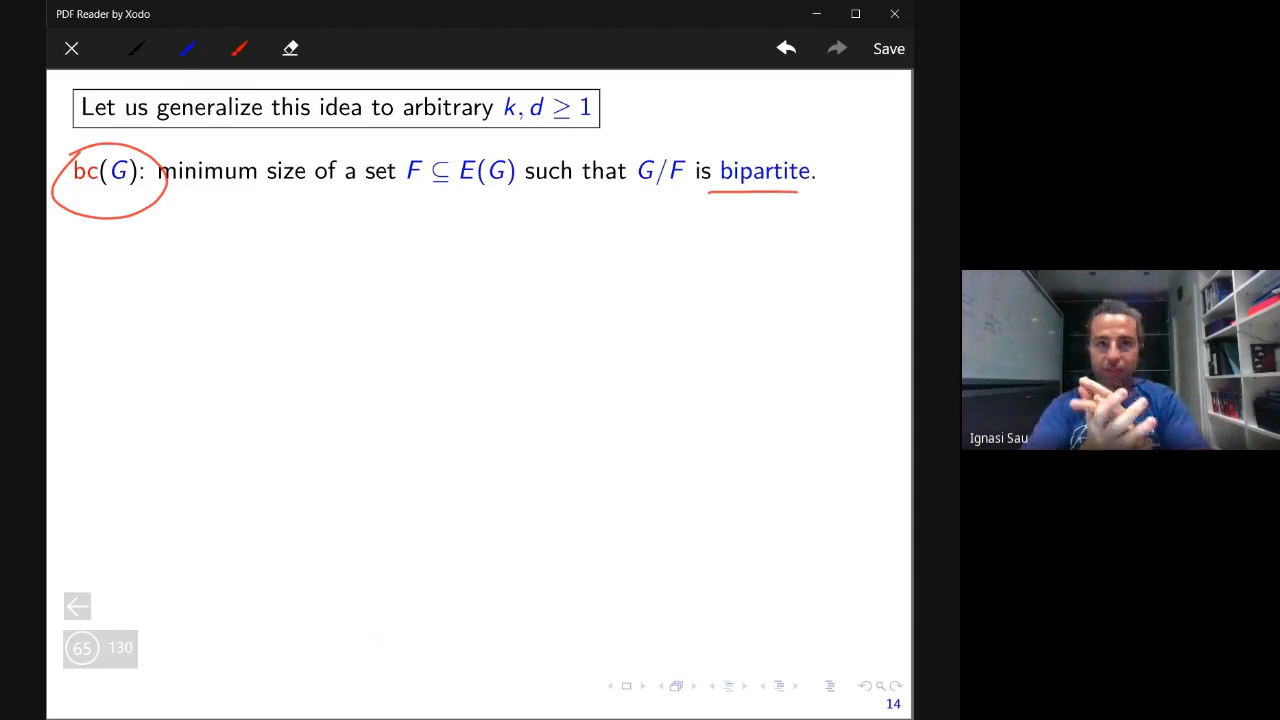 PDF Reader by Xodo
Save
Let us generalize this idea to arbitrary k, d ≥ 1
bc(G): minimum size of a set F ⊆ E(G) such that G/F is bipartite.
Ignasi Sau
65 130
14